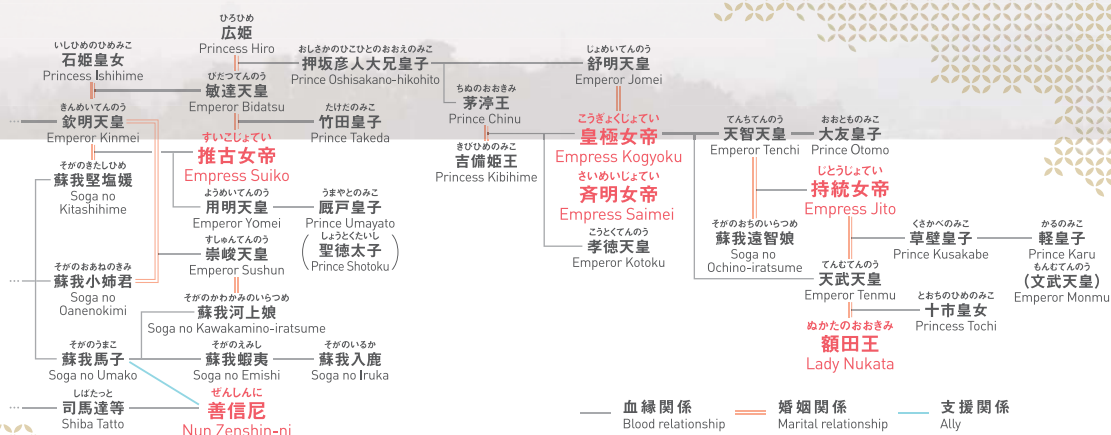 ひろひめ
広姫
Princess Hiro
いしひめのひめみこ
石姫皇女
Princess Ishihime
おしさかのひこひとのおおえのみこ
押坂彦人大兄皇子
Prince Oshisakano-hikohito
じょめいてんのう
舒明天皇
Emperor Jomei
びだつてんのう
敏達天皇
Emperor Bidatsu
ちぬのおおきみ
茅渟王
Prince Chinu
きんめいてんのう
欽明天皇
Emperor Kinmei
たけだのみこ
竹田皇子
Prince Takeda
こうぎょくじょてい
皇極女帝
Empress Kogyoku
てんちてんのう
天智天皇
Emperor Tenchi
おおとものみこ
大友皇子
Prince Otomo
すいこじょてい
推古女帝
Empress Suiko
きびひめのみこ
吉備姫王
Princess Kibihime
さいめいじょてい
斉明女帝
Empress Saimei
じとうじょてい
持統女帝
Empress Jito
そがのきたしひめ
蘇我堅塩媛
Soga no
Kitashihime
ようめいてんのう
用明天皇
Emperor Yomei
うまやとのみこ
厩戸皇子
Prince Umayato
しょうとくたいし
(聖徳太子)
Prince Shotoku
こうとくてんのう
孝徳天皇
Emperor Kotoku
そがのおちのいらつめ
蘇我遠智娘
Soga no
Ochino-iratsume
くさかべのみこ
草壁皇子
Prince Kusakabe
かるのみこ
軽皇子
Prince Karu
もんむてんのう
(文武天皇)
Emperor Monmu
すしゅんてんのう
崇峻天皇
Emperor Sushun
そがのおあねのきみ
蘇我小姉君
Soga no
Oanenokimi
てんむてんのう
天武天皇
Emperor Tenmu
とおちのひめのみこ
十市皇女
Princess Tochi
そがのかわかみのいらつめ
蘇我河上娘
Soga no Kawakamino-iratsume
ぬかたのおおきみ
額田王
Lady Nukata
そがのうまこ
蘇我馬子
Soga no Umako
そがのえみし
蘇我蝦夷
Soga no Emishi
そがのいるか
蘇我入鹿
Soga no Iruka
しばたっと
司馬達等
Shiba Tatto
ぜんしんに
善信尼
Nun Zenshin-ni
血縁関係
Blood relationship
婚姻関係
Marital relationship
支援関係
Ally